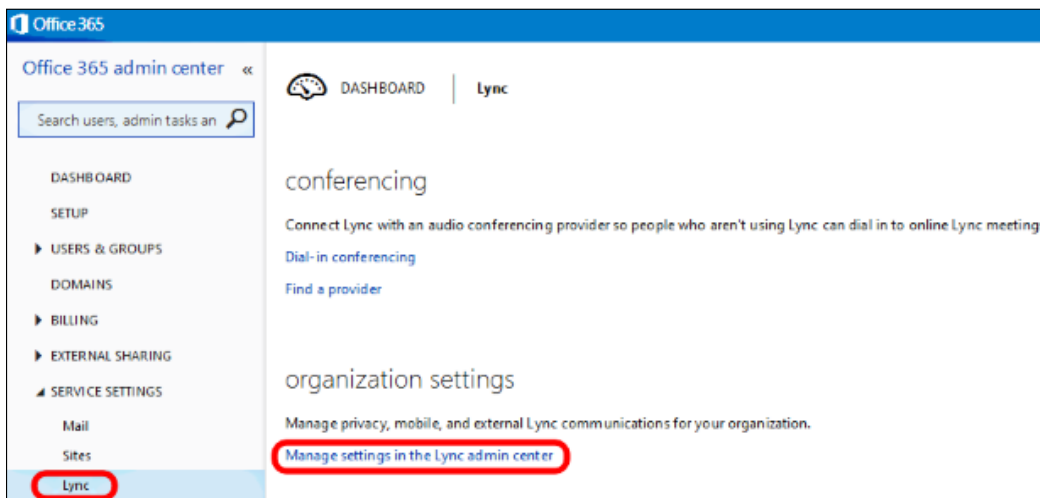 Office 365
Office 365 admin center «
Search users, admin tasks an
DASHBOARD
SETUP
USERS & GROUPS
DOMAINS
BILLING
EXTERNAL SHARING
SERVICE SETTINGS
Mail
Sites
Lync
DASHBOARD | Lync
conferencing
Connect Lync with an audio conferencing provider so people who aren't using Lync can dial in to online Lync meeting
Dial-in conferencing
Find a provider
organization settings
Manage privacy, mobile, and external Lync communications for your organization.
Manage settings in the Lync admin center